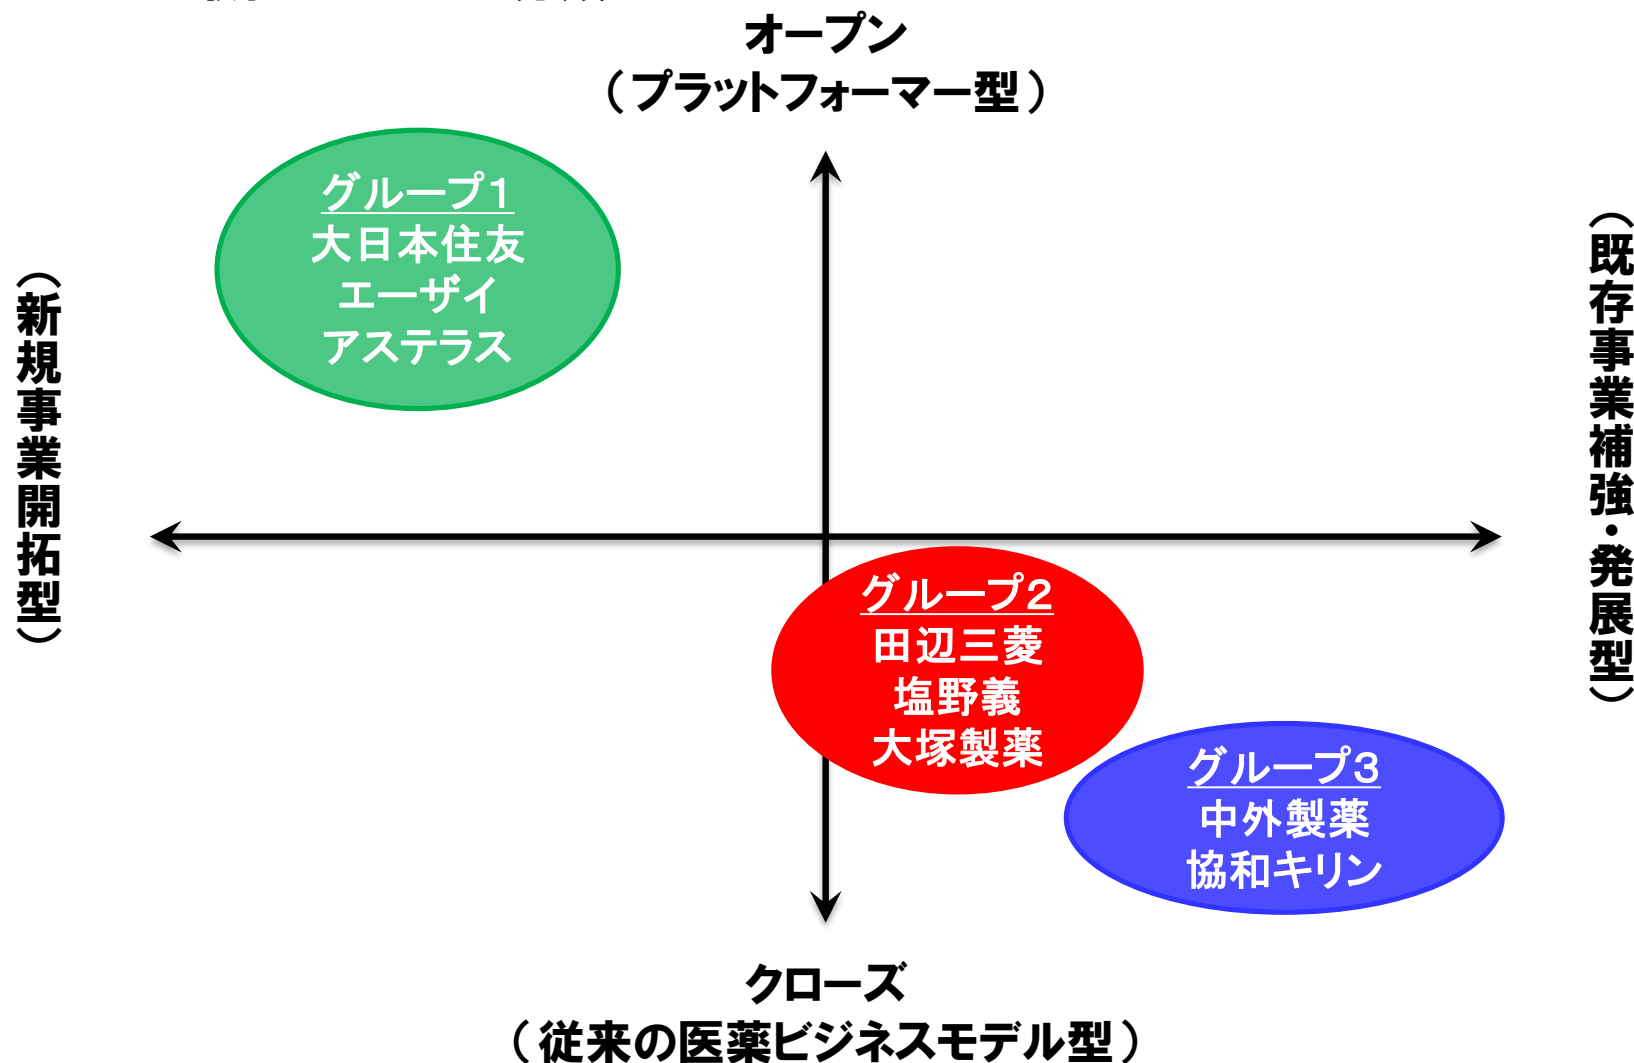 オープン
（プラットフォーマー型）
グループ1
大日本住友
エーザイ
アステラス
（新規事業開拓型）
（既存事業補強・発展型）
グループ2
田辺三菱
塩野義
大塚製薬
グループ3
中外製薬
協和キリン
クローズ
（従来の医薬ビジネスモデル型）